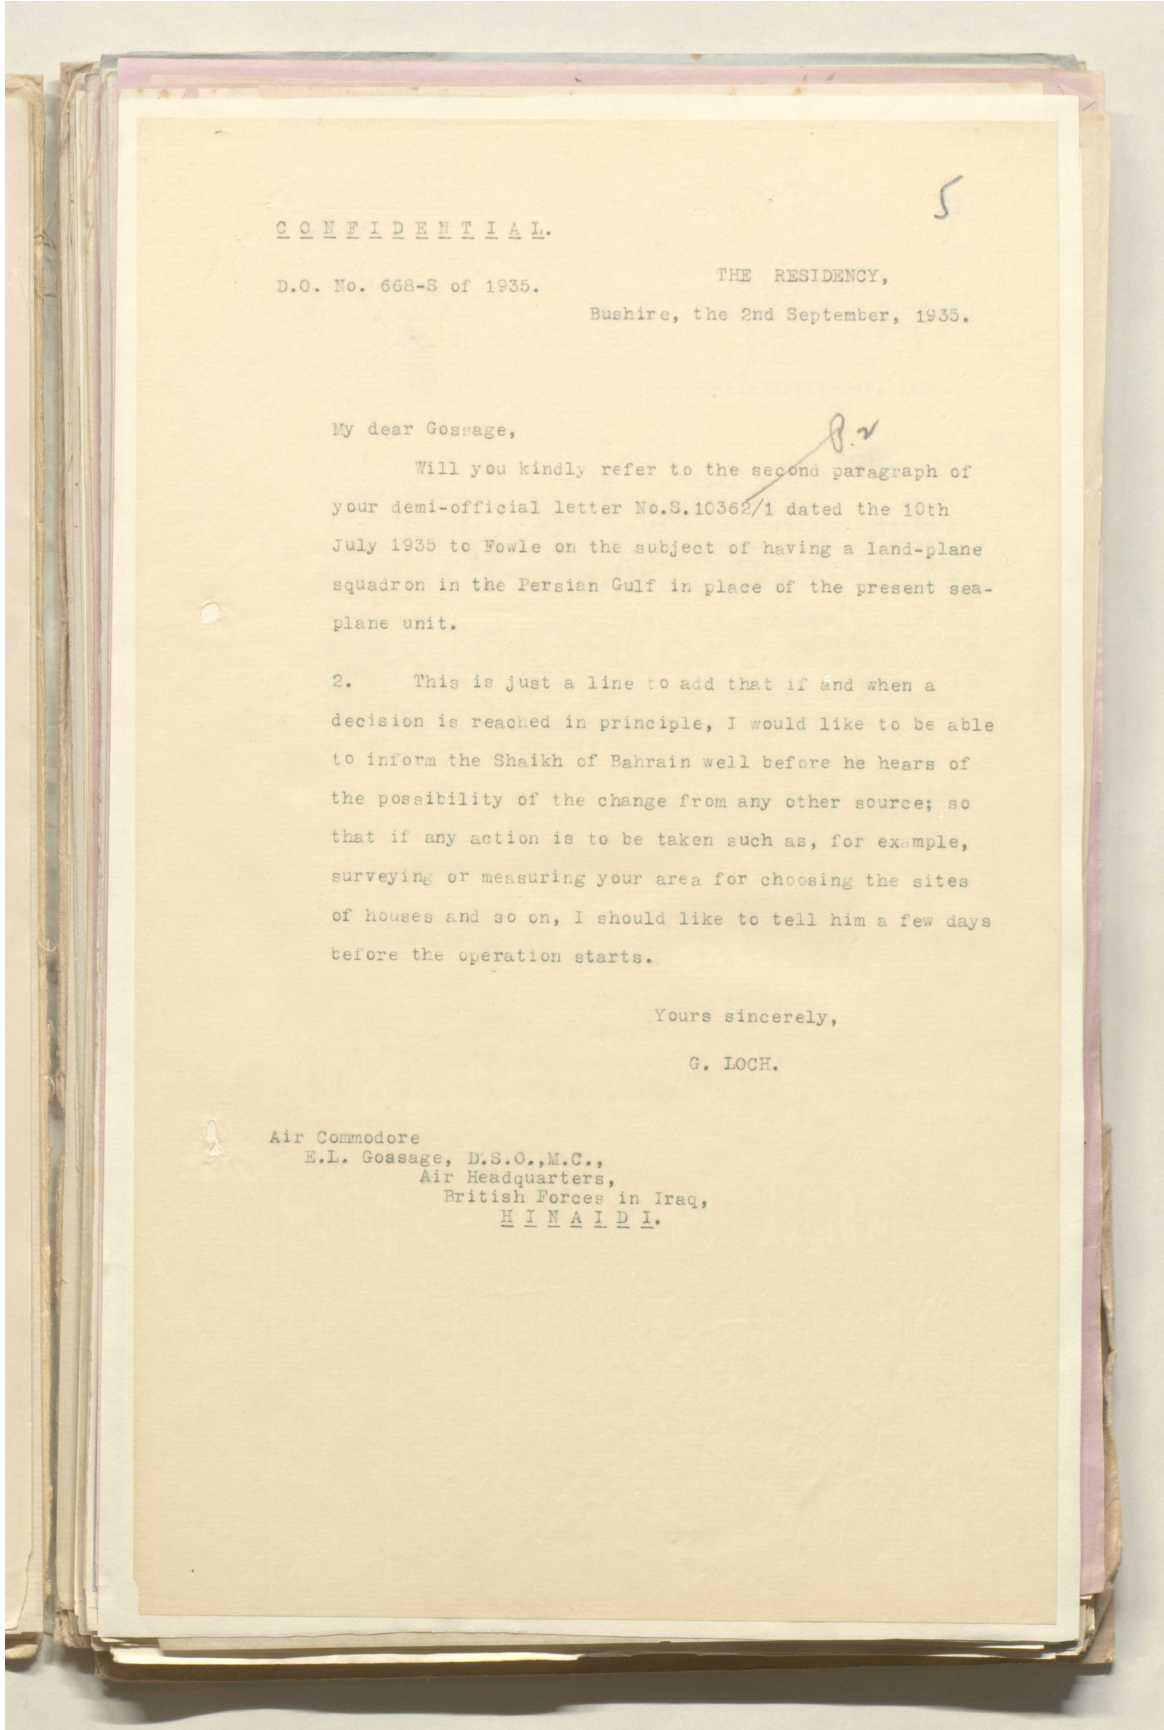 5
C O N F I D E N T I A L.
D.O. No. 668-S of 1935.
THE RESIDENCY,
Bushire, the 2nd September, 1935.
My dear Gossage,
P.2
Will you kindly refer to the second paragraph of
your demi-official letter No.S.10362/1 dated the 10th
July 1935 to Fowle on the subject of having a land-plane
squadron in the Persian Gulf in place of the present sea-
plane unit.
2. This is just a line to add that if and when a
decision is reached in principle, I would like to be able
to inform the Shaikh of Bahrain well before he hears of
the possibility of the change from any other source; so
that if any action is to be taken such as, for example,
surveying or measuring your area for choosing the sites
of houses and so on, I should like to tell him a few days
before the operation starts.
Yours sincerely,
G. LOCH.
Air Commodore
E.L. Gossage, D.S.O.,M.C.,
Air Headquarters,
British Forces in Iraq,
H I N A I D I.